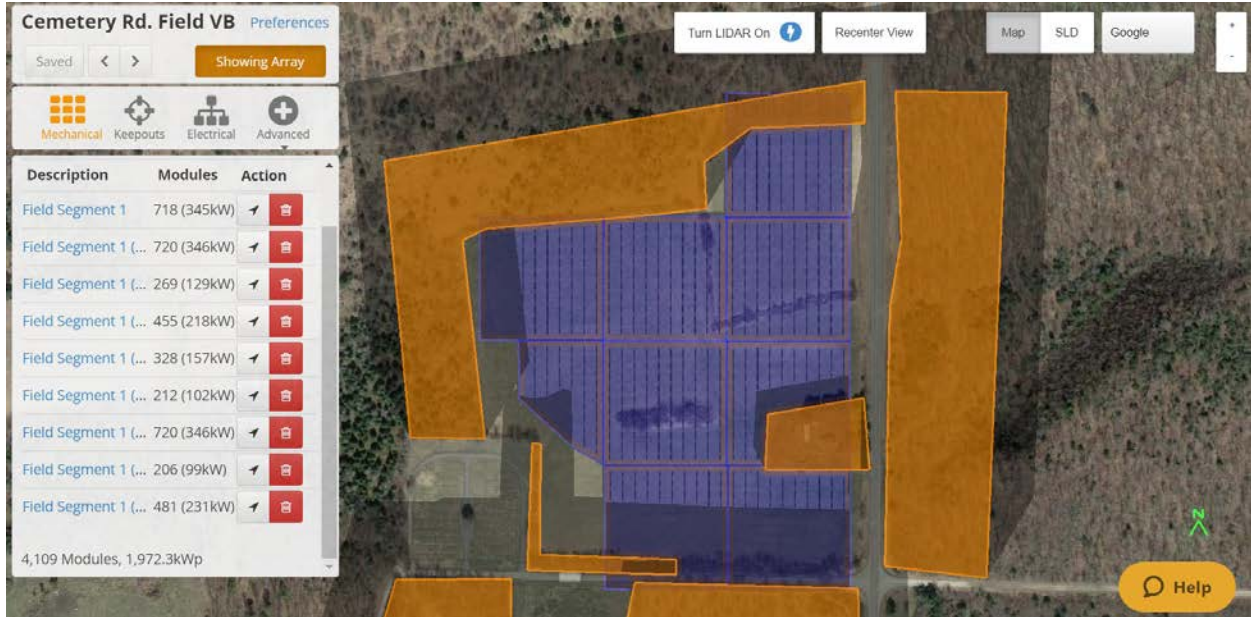 Cemetery Rd. Field VB Preferences
Saved < > Showing Array
Mechanical Keepouts Electrical Advanced
Description Modules Action
Field Segment 1 718 (345kW)
Field Segment 1 (... 720 (346kW)
Field Segment 1 (... 269 (129kW)
Field Segment 1 (... 455 (218kW)
Field Segment 1 (... 328 (157kW)
Field Segment 1 (... 212 (102kW)
Field Segment 1 (... 720 (346kW)
Field Segment 1 (... 206 (99kW)
Field Segment 1 (... 481 (231kW)
4,109 Modules, 1,972.3kWp
Turn LIDAR On Recenter View Map SLD Google +
-
N
Help